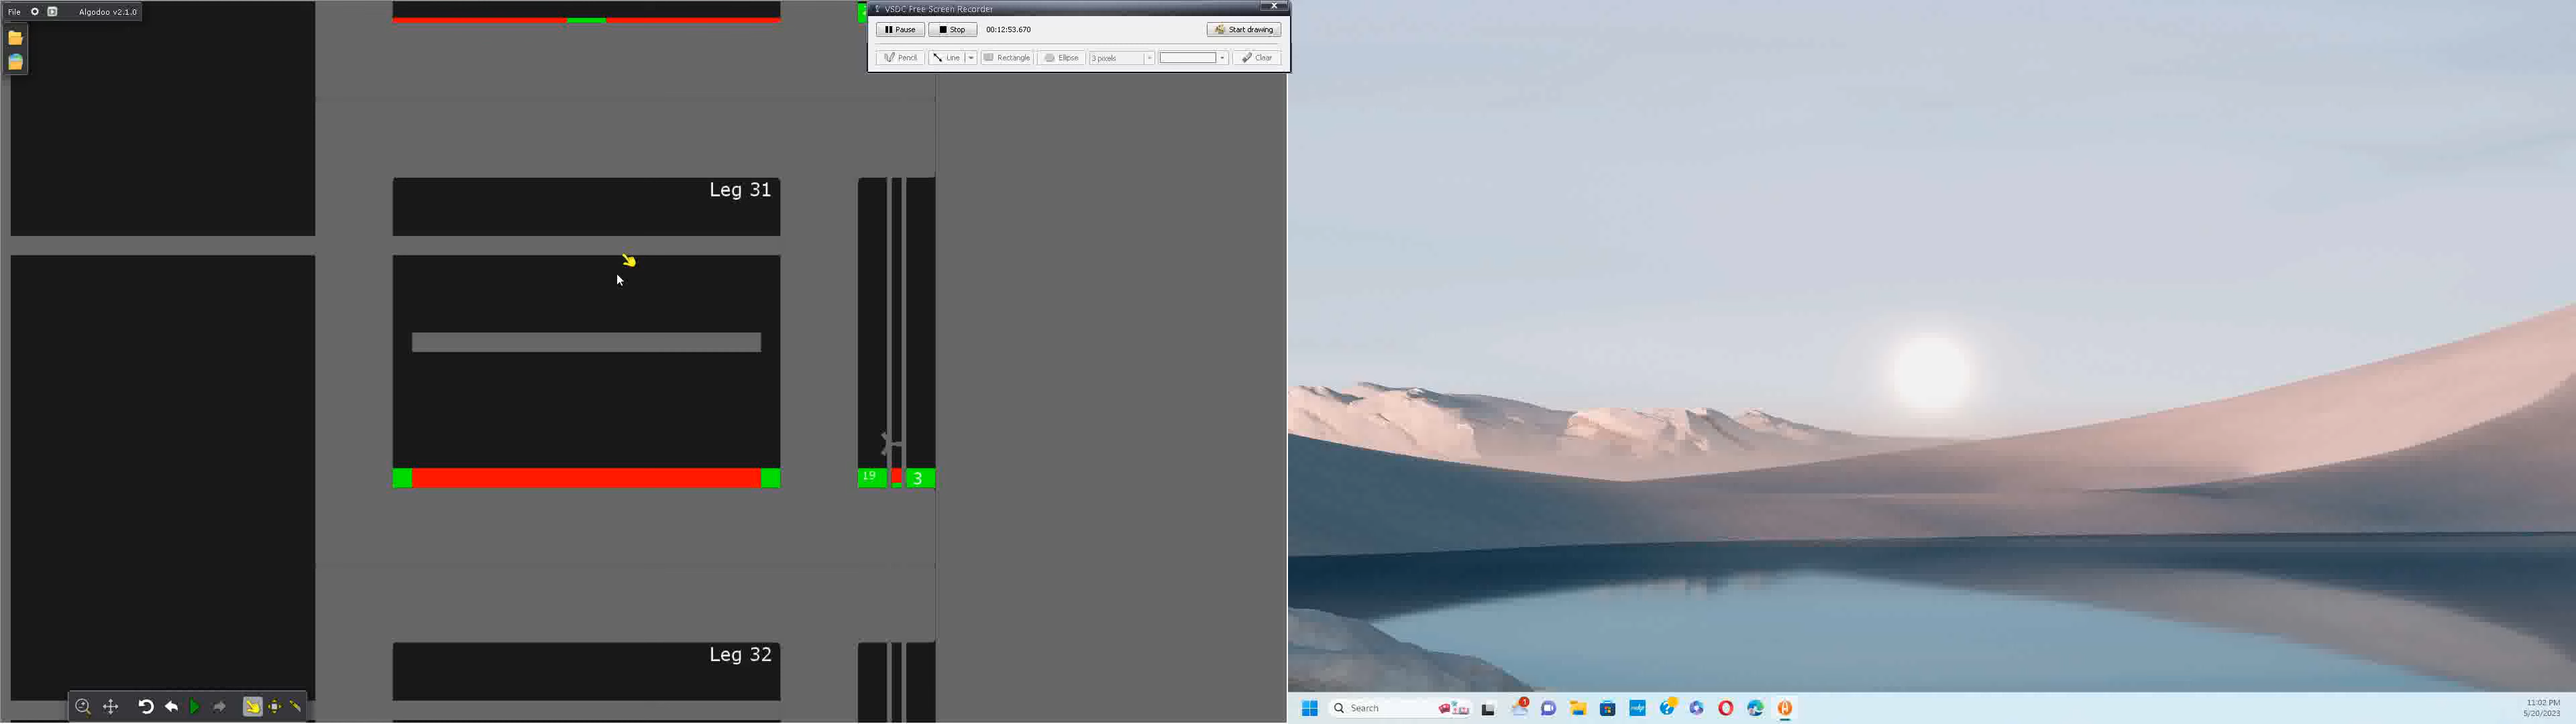 File Algodoo v2.1.0
VSDC Free Screen Recorder
Pause Stop 00:12:53.670 Start drawing
Pencil Line Rectangle Ellipse 3 pixels Clear
Leg 31
19 3
Leg 32
Search
11:02 PM
5/20/2023